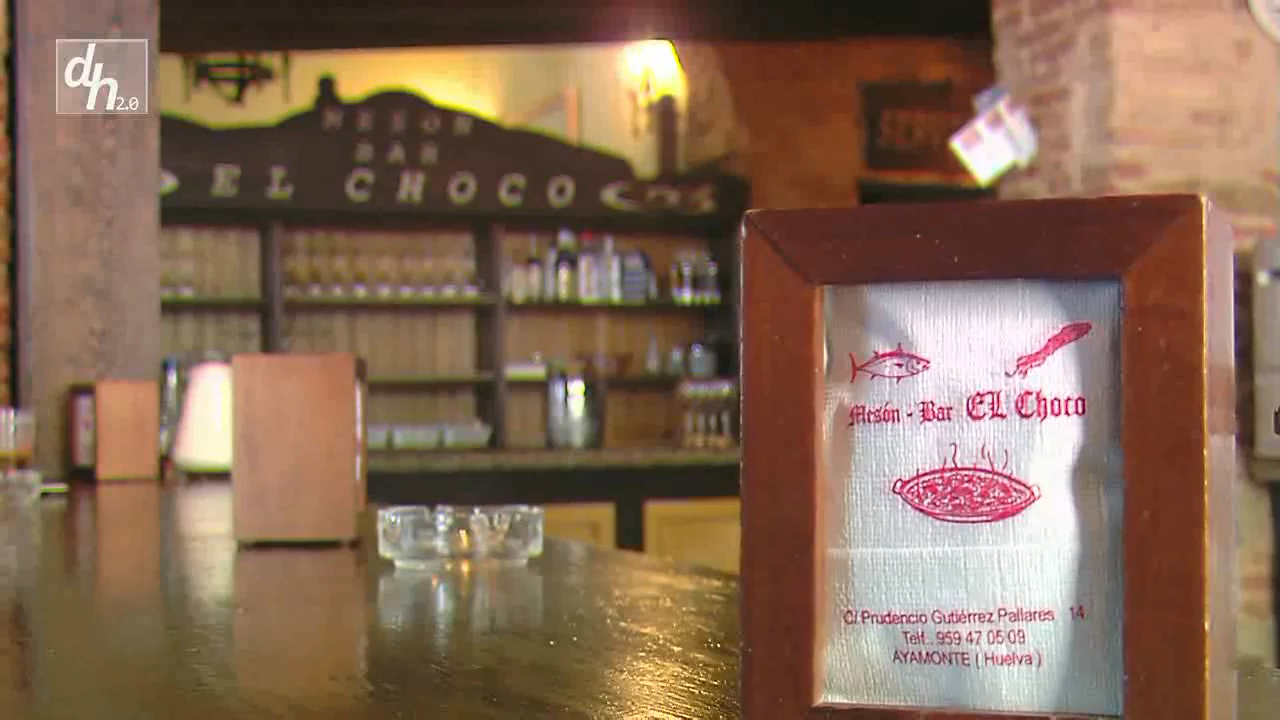 dn2.0
MESON
BAR
EL CHOCO
Mesón - Bar EL Choco
C/ Prudencio Gutiérrez Pallares 14
Telf.. 959 47 05 09
AYAMONTE ( Huelva )